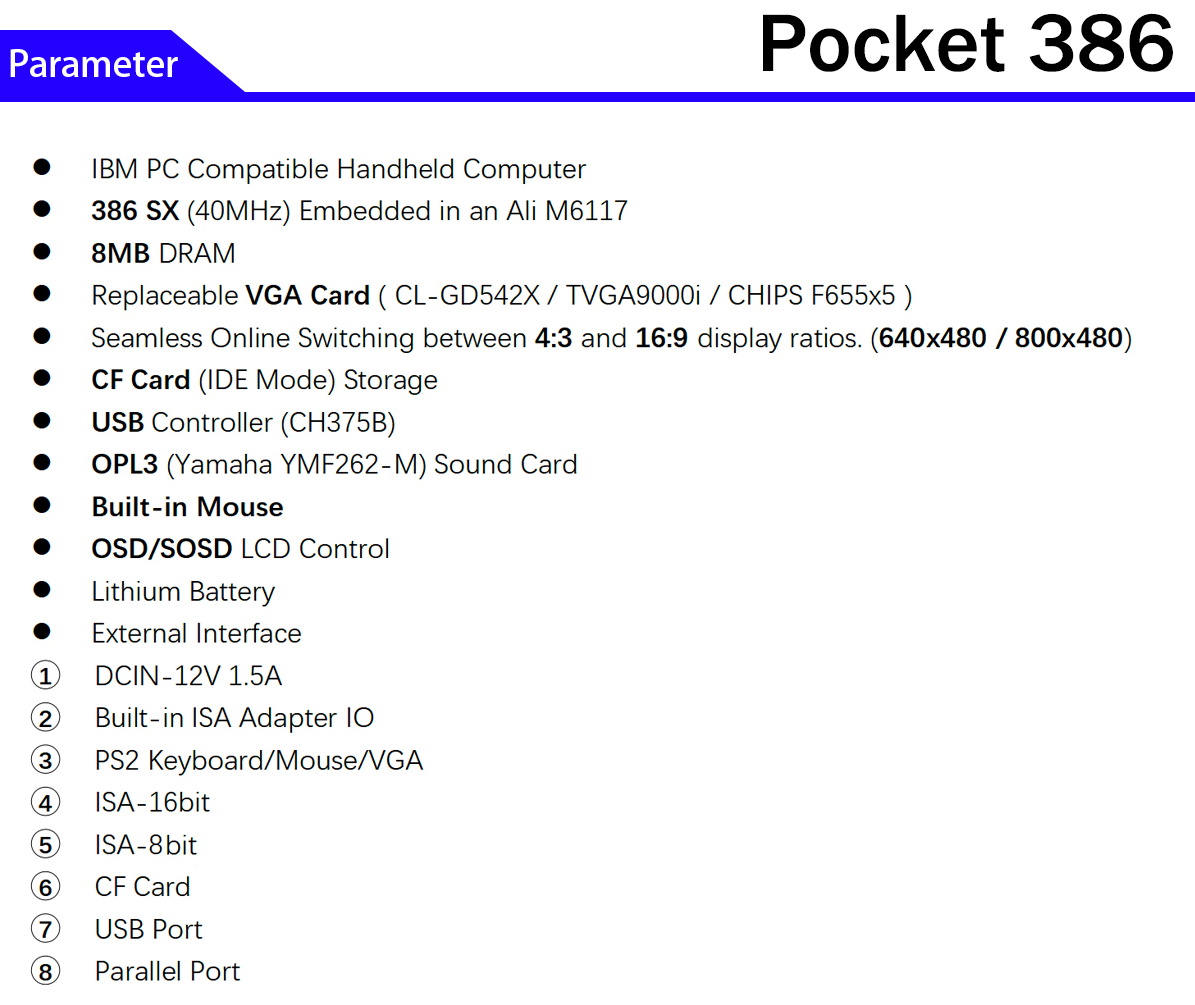 Pocket 386
Parameter
● IBM PC Compatible Handheld Computer
● 386 SX (40MHz) Embedded in an Ali M6117
● 8MB DRAM
● Replaceable VGA Card ( CL-GD542X / TVGA9000i / CHIPS F655x5 )
● Seamless Online Switching between 4:3 and 16:9 display ratios. (640x480 / 800x480)
● CF Card (IDE Mode) Storage
● USB Controller (CH375B)
● OPL3 (Yamaha YMF262-M) Sound Card
● Built-in Mouse
● OSD/SOSD LCD Control
● Lithium Battery
● External Interface
① DCIN-12V 1.5A
② Built-in ISA Adapter IO
③ PS2 Keyboard/Mouse/VGA
④ ISA-16bit
⑤ ISA-8bit
⑥ CF Card
⑦ USB Port
⑧ Parallel Port